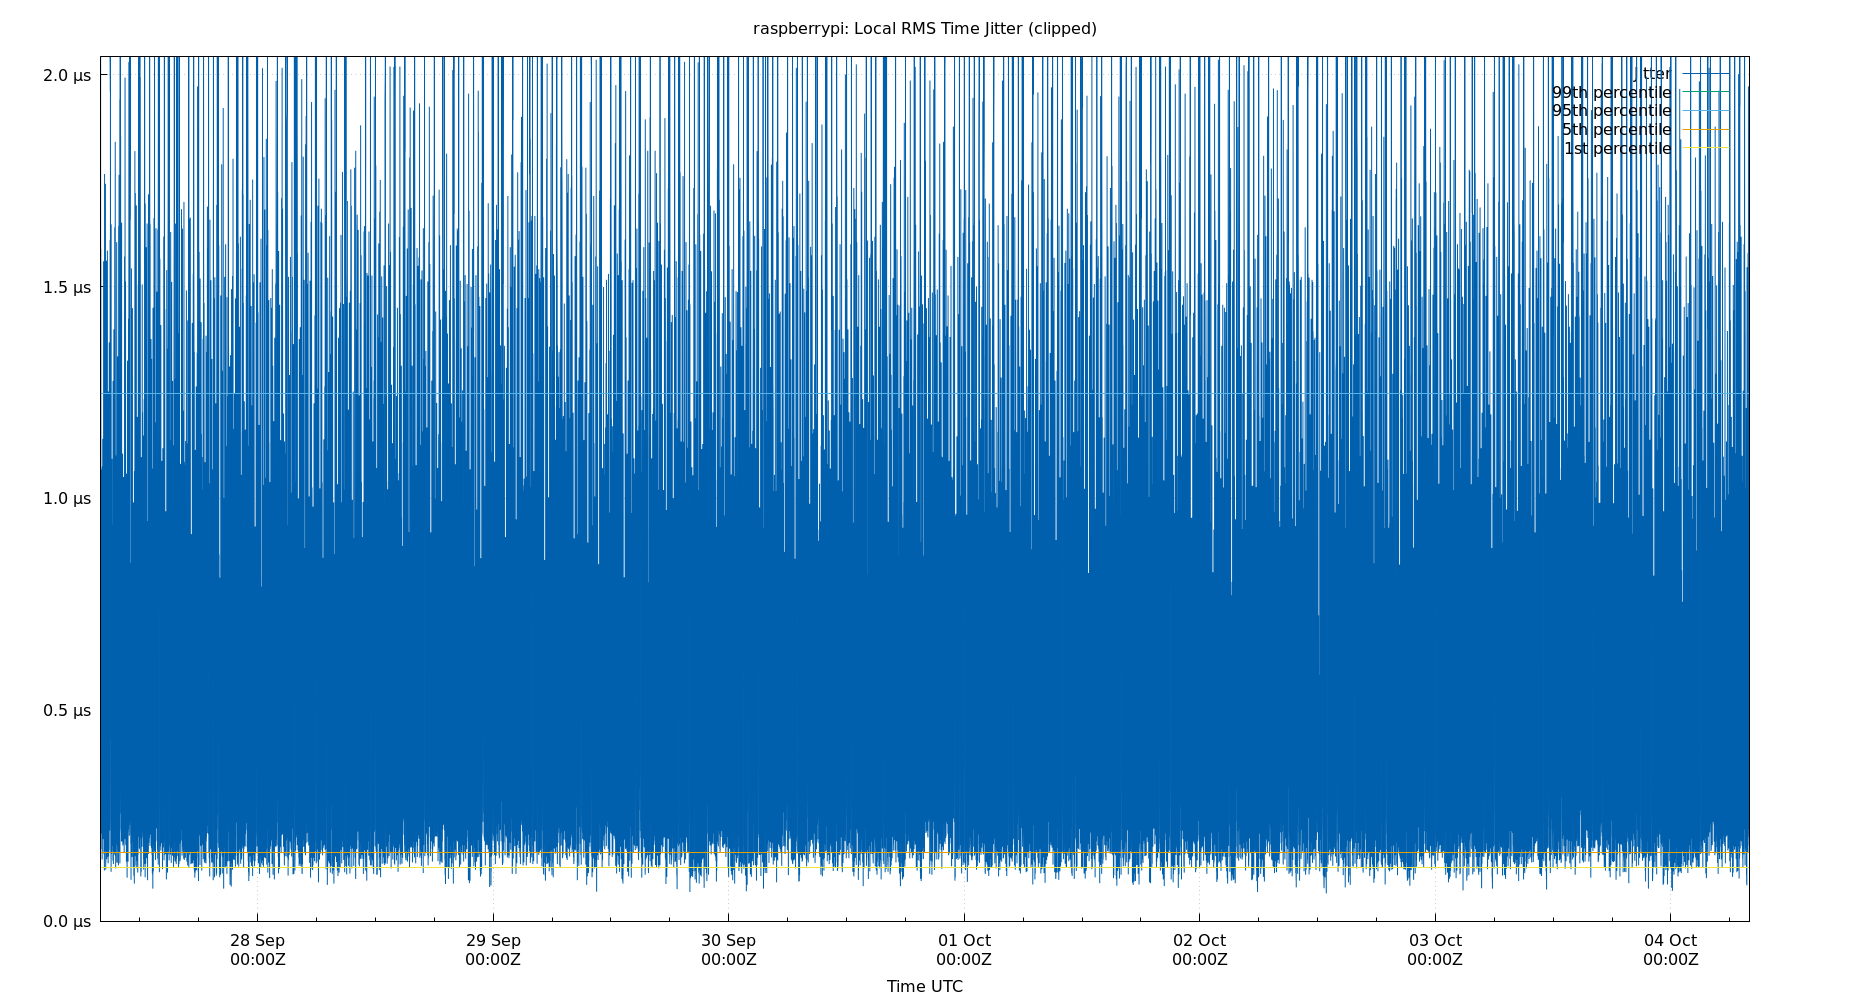 raspberrypi: Local RMS Time Jitter (clipped)
2.0 µs
1.5 µs
1.0 µs
0.5 µs
0.0 µs
jitter
99th percentile
95th percentile
5th percentile
1st percentile
28 Sep
00:00Z
29 Sep
00:00Z
30 Sep
00:00Z
01 Oct
00:00Z
02 Oct
00:00Z
03 Oct
00:00Z
04 Oct
00:00Z
Time UTC